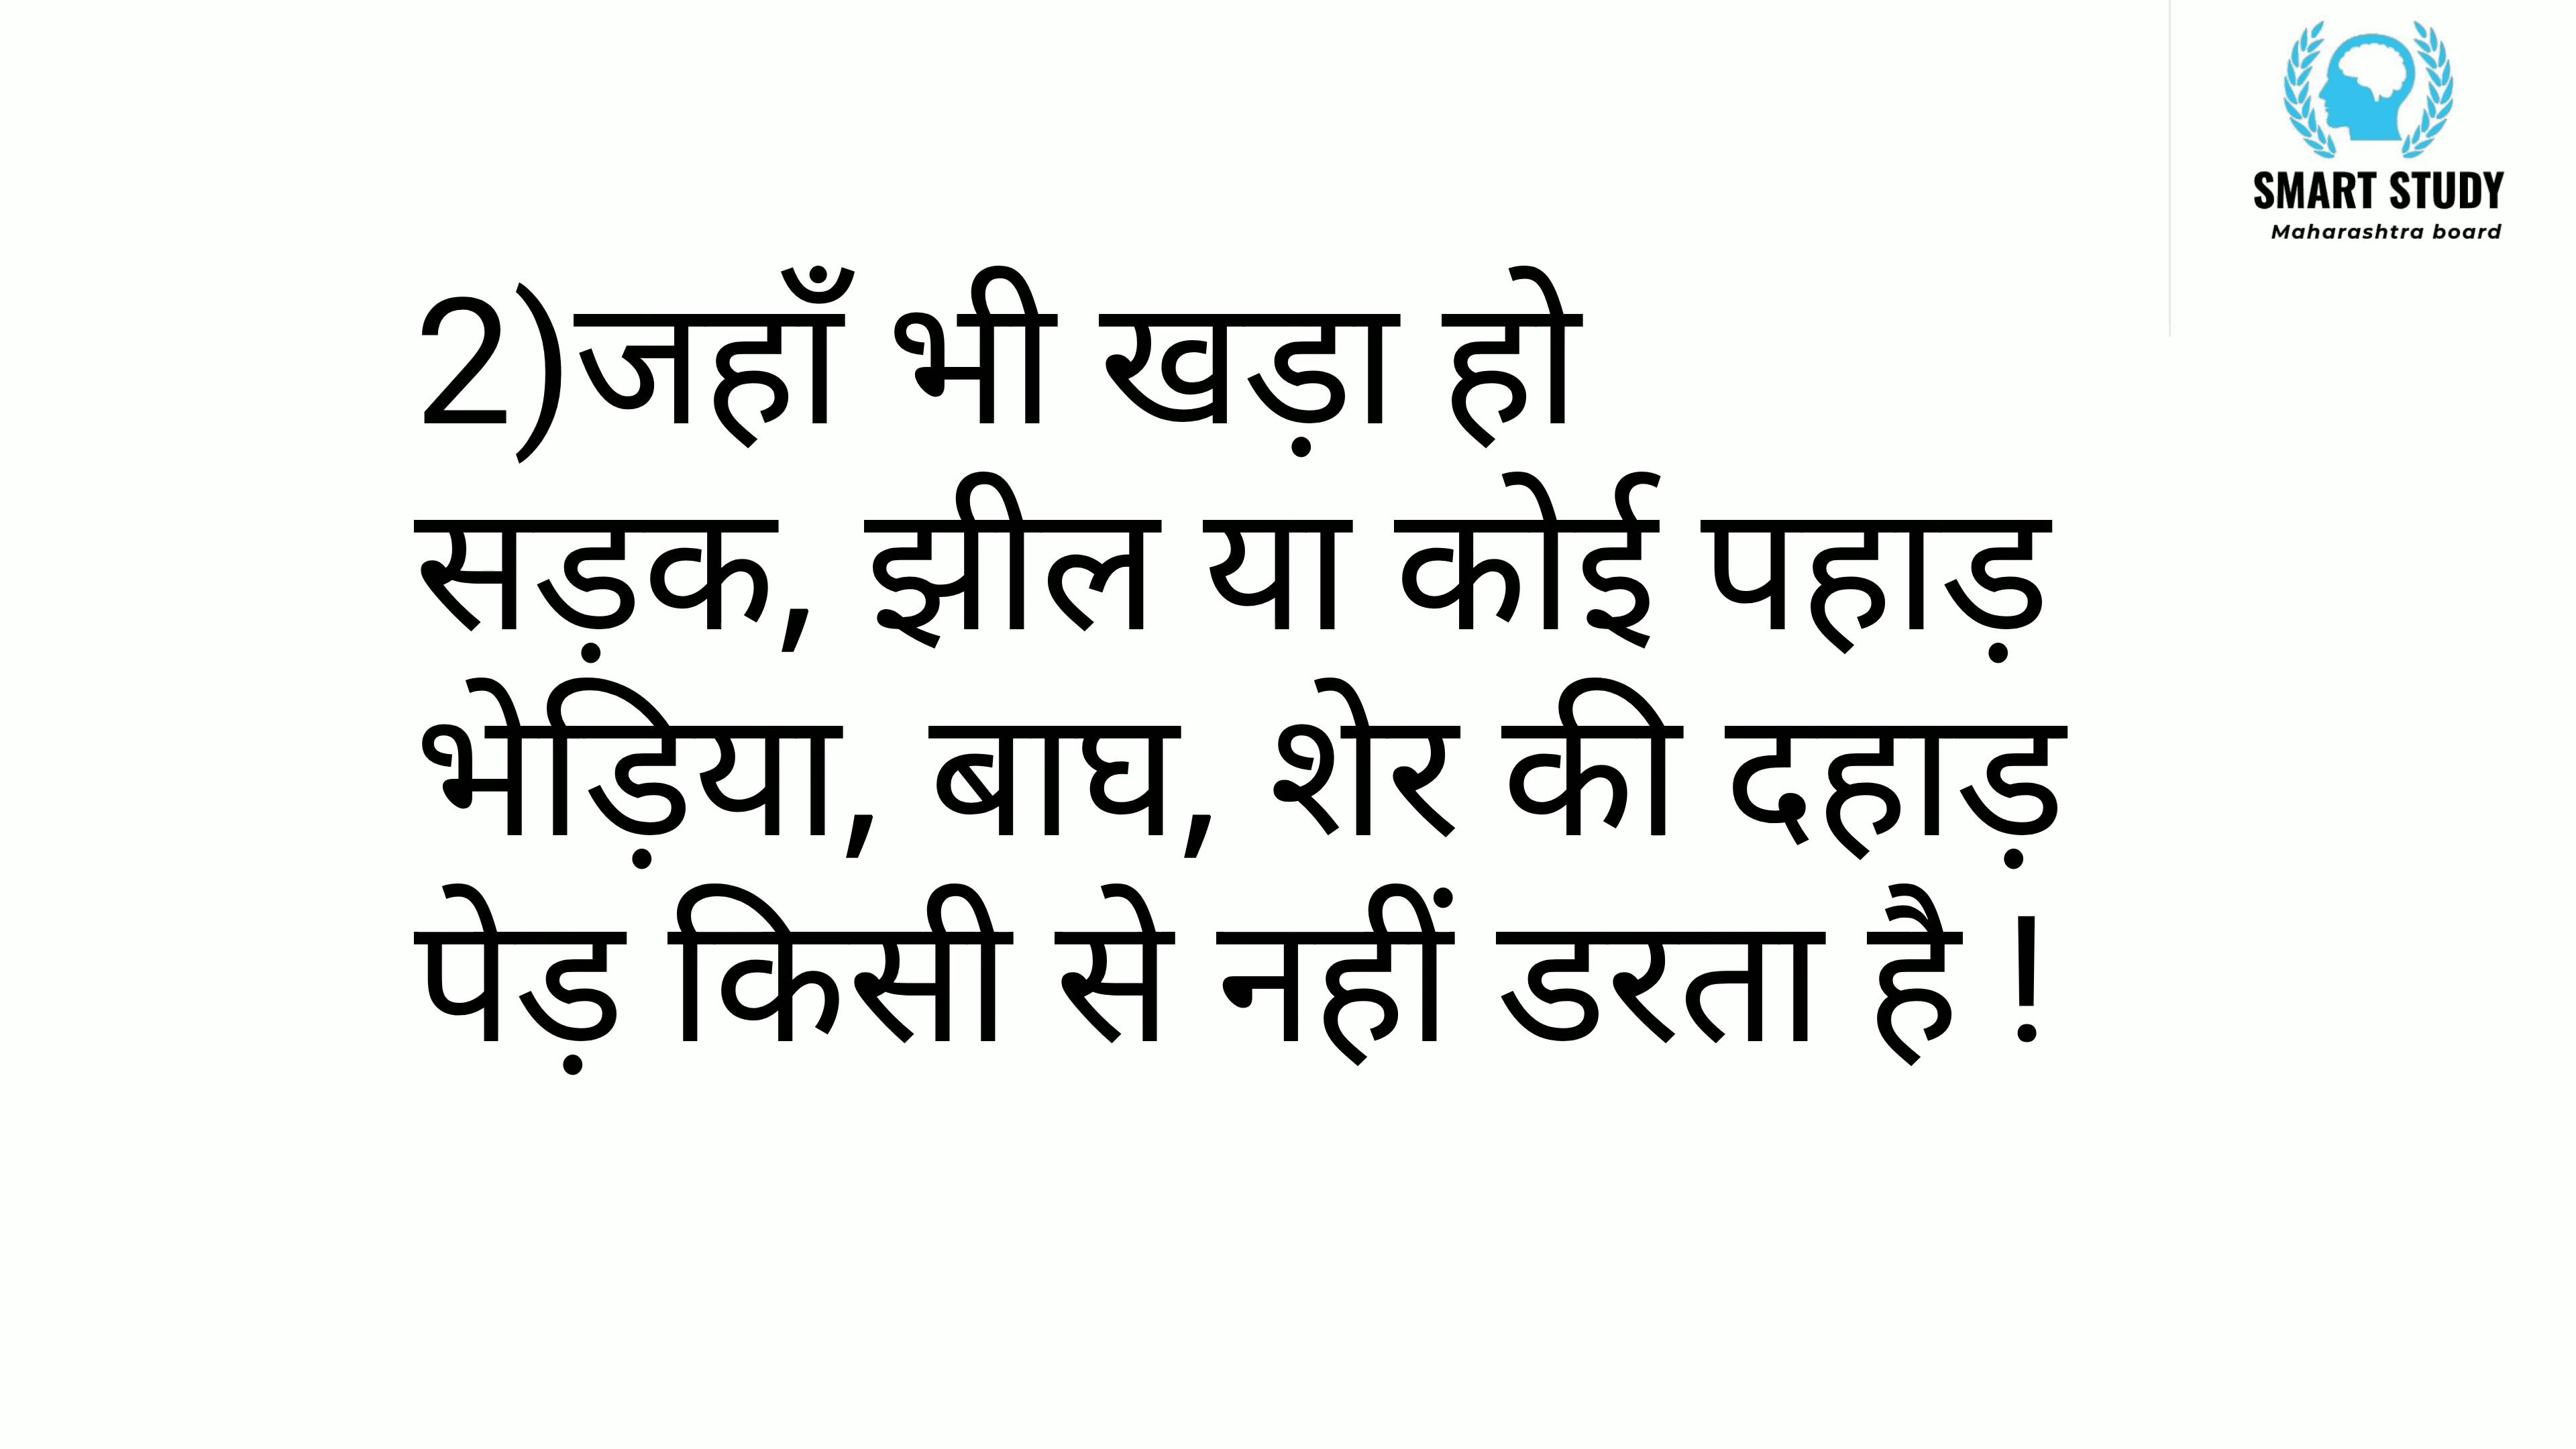 SMART STUDY
Maharashtra board
2)जहाँ भी खड़ा हो
सड़क, झील या कोई पहाड़
भेड़िया, बाघ, शेर की दहाड़
पेड़ किसी से नहीं डरता है !